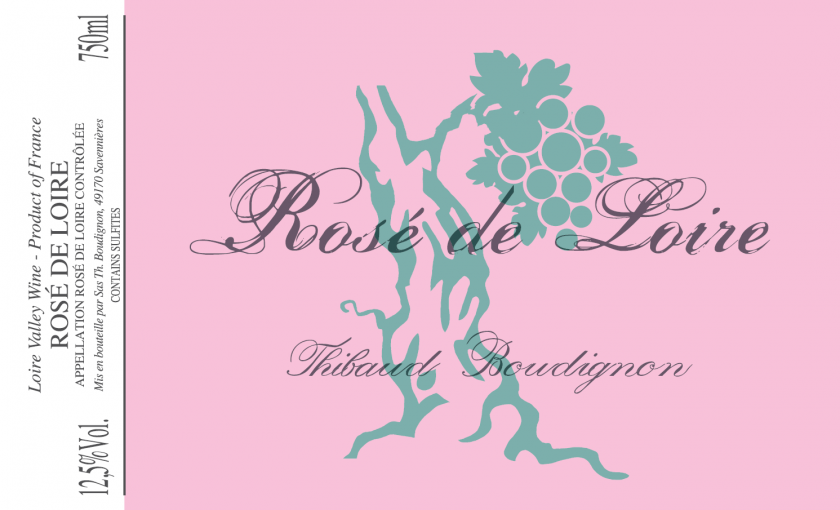 Loire Valley Wine - Product of France
ROSÉ DE LOIRE
APPELLATION ROSÉ DE LOIRE CONTRÔLÉE
Mis en bouteille par Sas Th. Boudignon, 49170 Savennières
CONTAINS SULFITES
12,5%Vol.
750ml
Rosé de Loire
Thibaud Boudignon